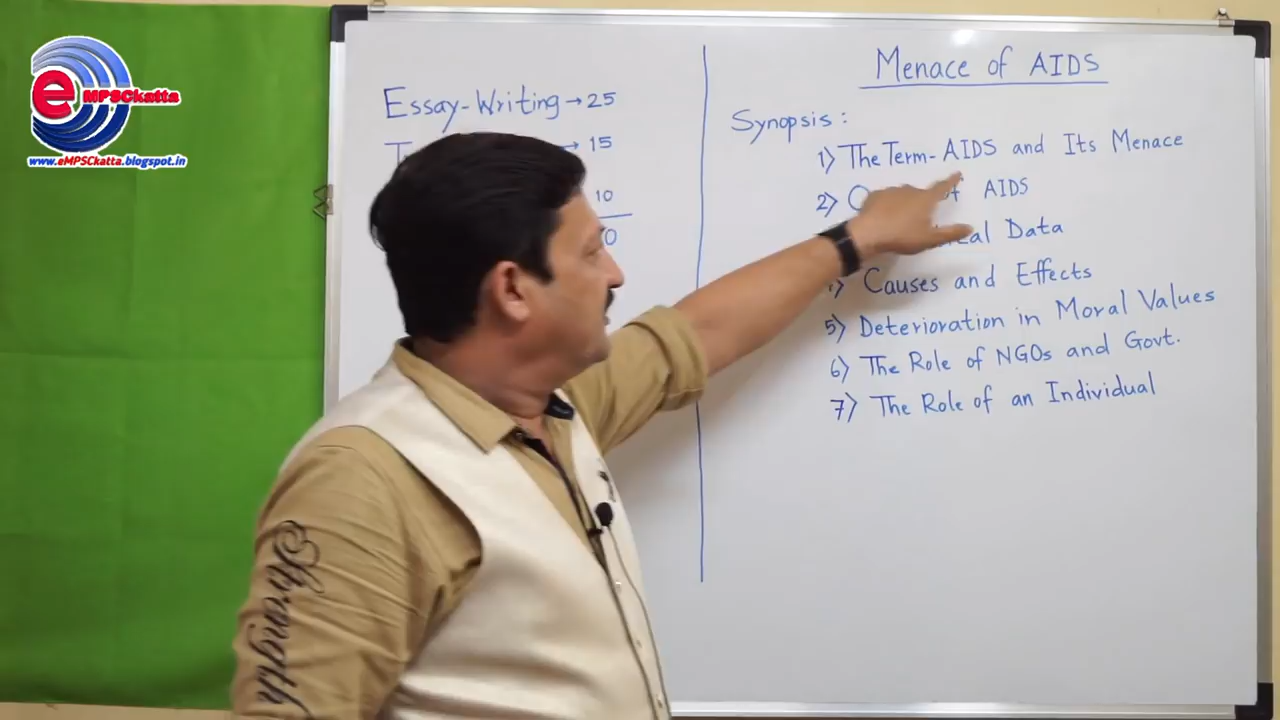 eMPSCkatta
www.eMPSCkatta.blogspot.in
Essay-Writing → 25
→ 15
10
Menace of AIDS
Synopsis :
1) The Term - AIDS and Its Menace
2) of AIDS
Data
Causes and Effects
5) Deterioration in Moral Values
6) The Role of NGOs and Govt.
7) The Role of an Individual
Strength